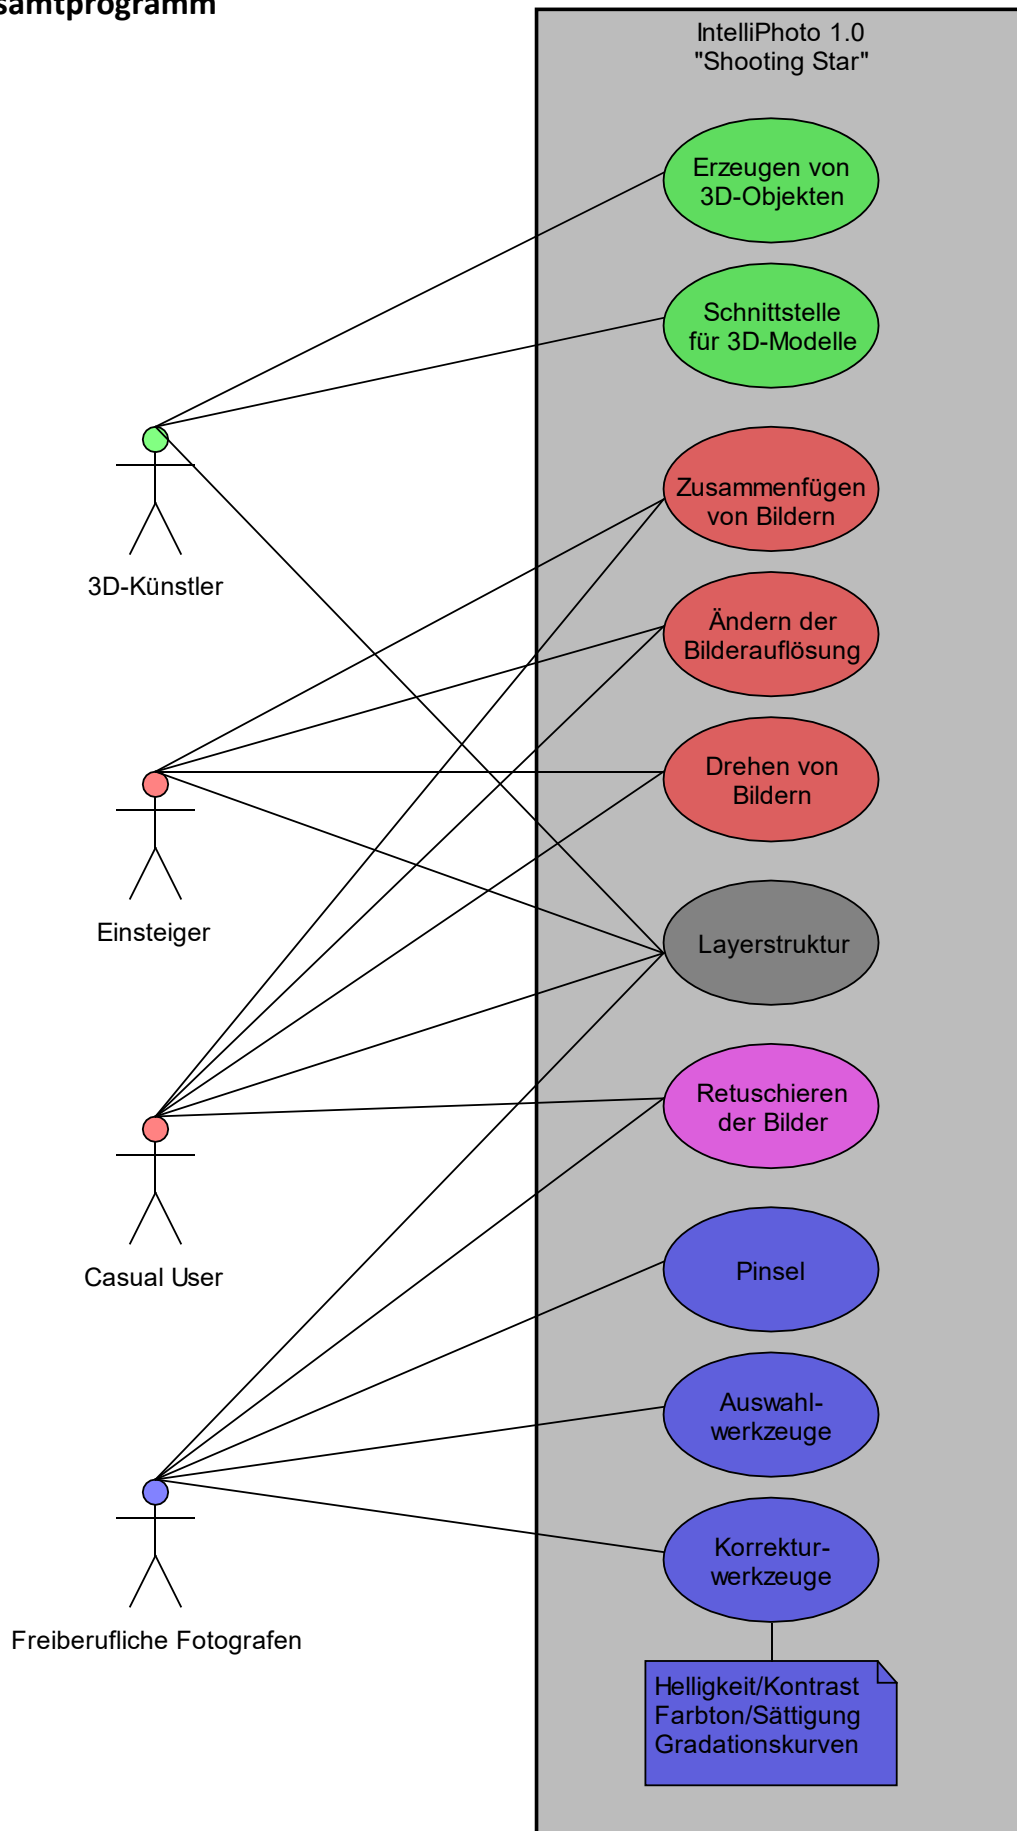 samtprogramm
IntelliPhoto 1.0
"Shooting Star"
Erzeugen von
3D-Objekten
Schnittstelle
für 3D-Modelle
Zusammenfügen
von Bildern
3D-Künstler
Ändern der
Bilderauflösung
Drehen von
Bildern
Einsteiger
Layerstruktur
Retuschieren
der Bilder
Casual User
Pinsel
Auswahl-
werkzeuge
Korrektur-
werkzeuge
Freiberufliche Fotografen
Helligkeit/Kontrast
Farbton/Sättigung
Gradationskurven